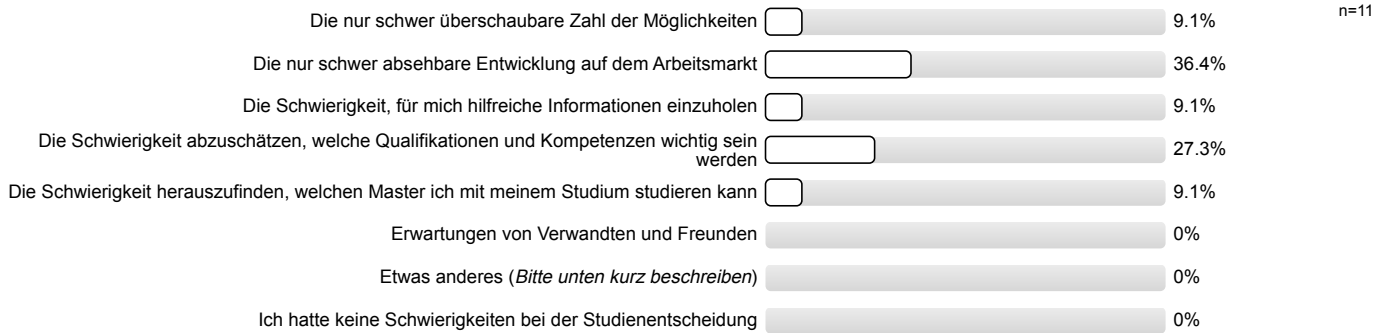 Die nur schwer überschaubare Zahl der Möglichkeiten 9.1% n=11
Die nur schwer absehbare Entwicklung auf dem Arbeitsmarkt 36.4%
Die Schwierigkeit, für mich hilfreiche Informationen einzuholen 9.1%
Die Schwierigkeit abzuschätzen, welche Qualifikationen und Kompetenzen wichtig sein
werden 27.3%
Die Schwierigkeit herauszufinden, welchen Master ich mit meinem Studium studieren kann 9.1%
Erwartungen von Verwandten und Freunden 0%
Etwas anderes (Bitte unten kurz beschreiben) 0%
Ich hatte keine Schwierigkeiten bei der Studienentscheidung 0%